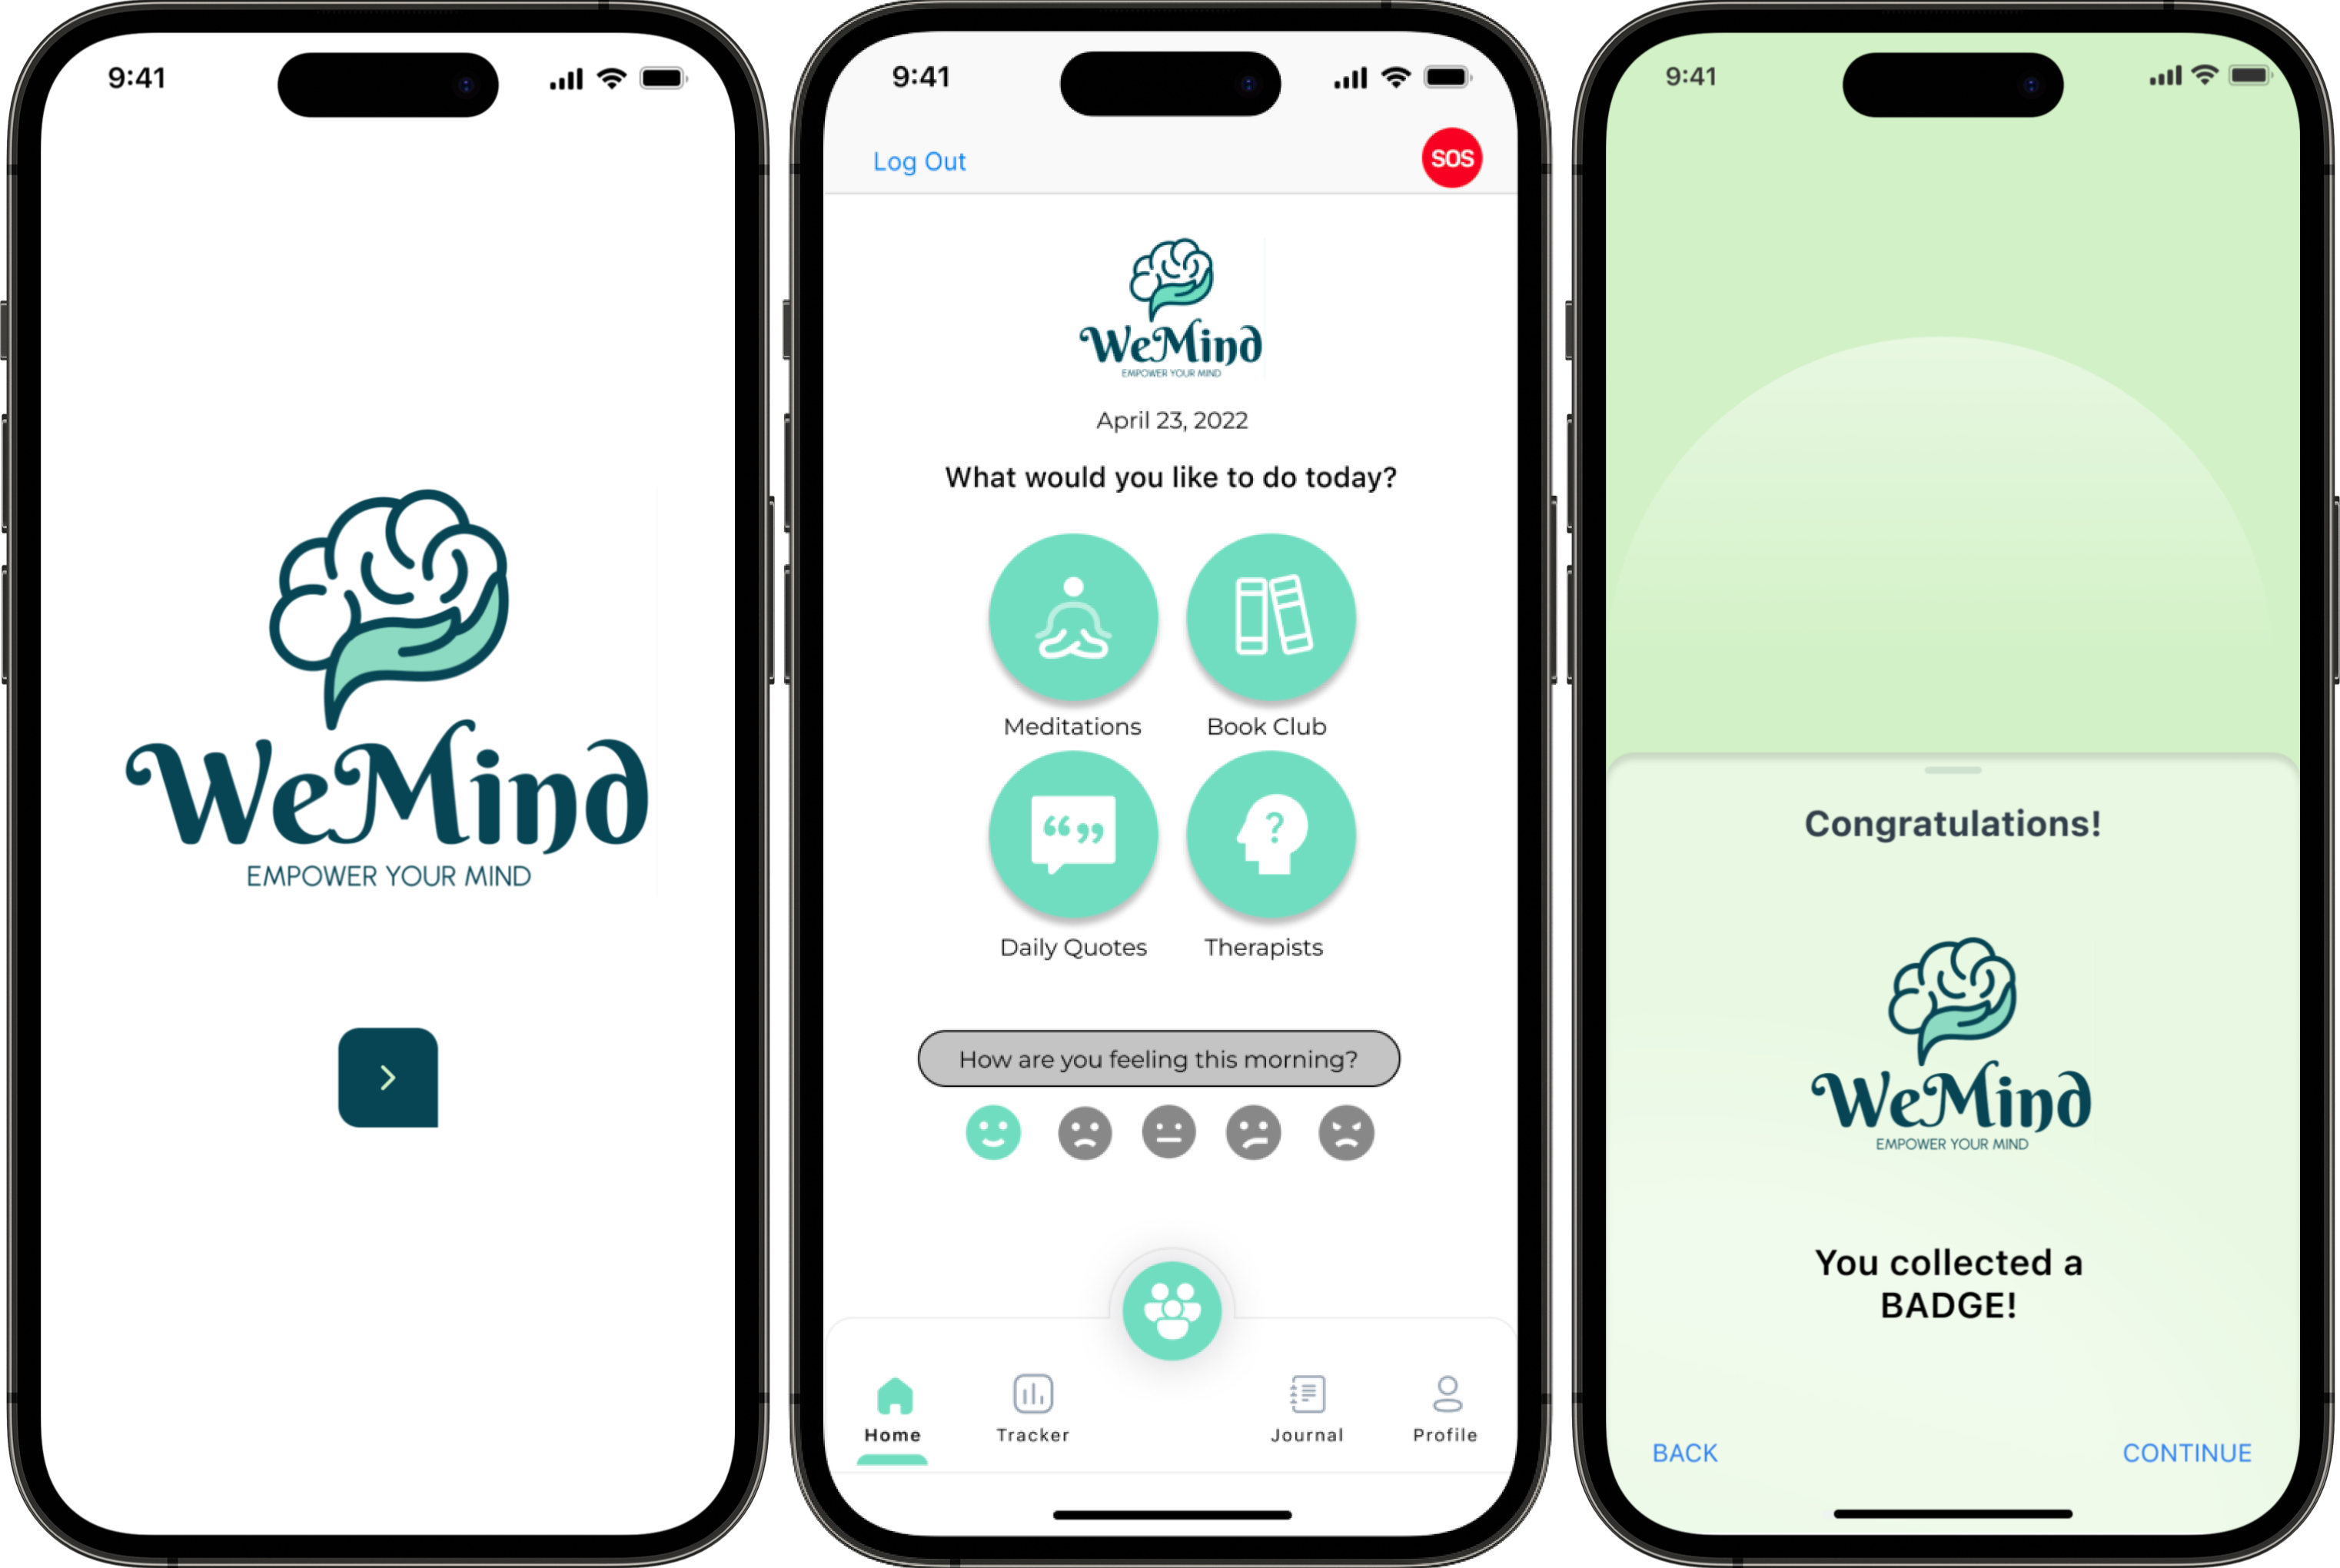 9:41
WeMind
EMPOWER YOUR MIND
9:41
Log Out
SOS
WeMind
EMPOWER YOUR MIND
April 23, 2022
What would you like to do today?
Meditations Book Club
Daily Quotes Therapists
How are you feeling this morning?
Home Tracker Journal Profile
9:41
Congratulations!
WeMind
EMPOWER YOUR MIND
You collected a
BADGE!
BACK CONTINUE